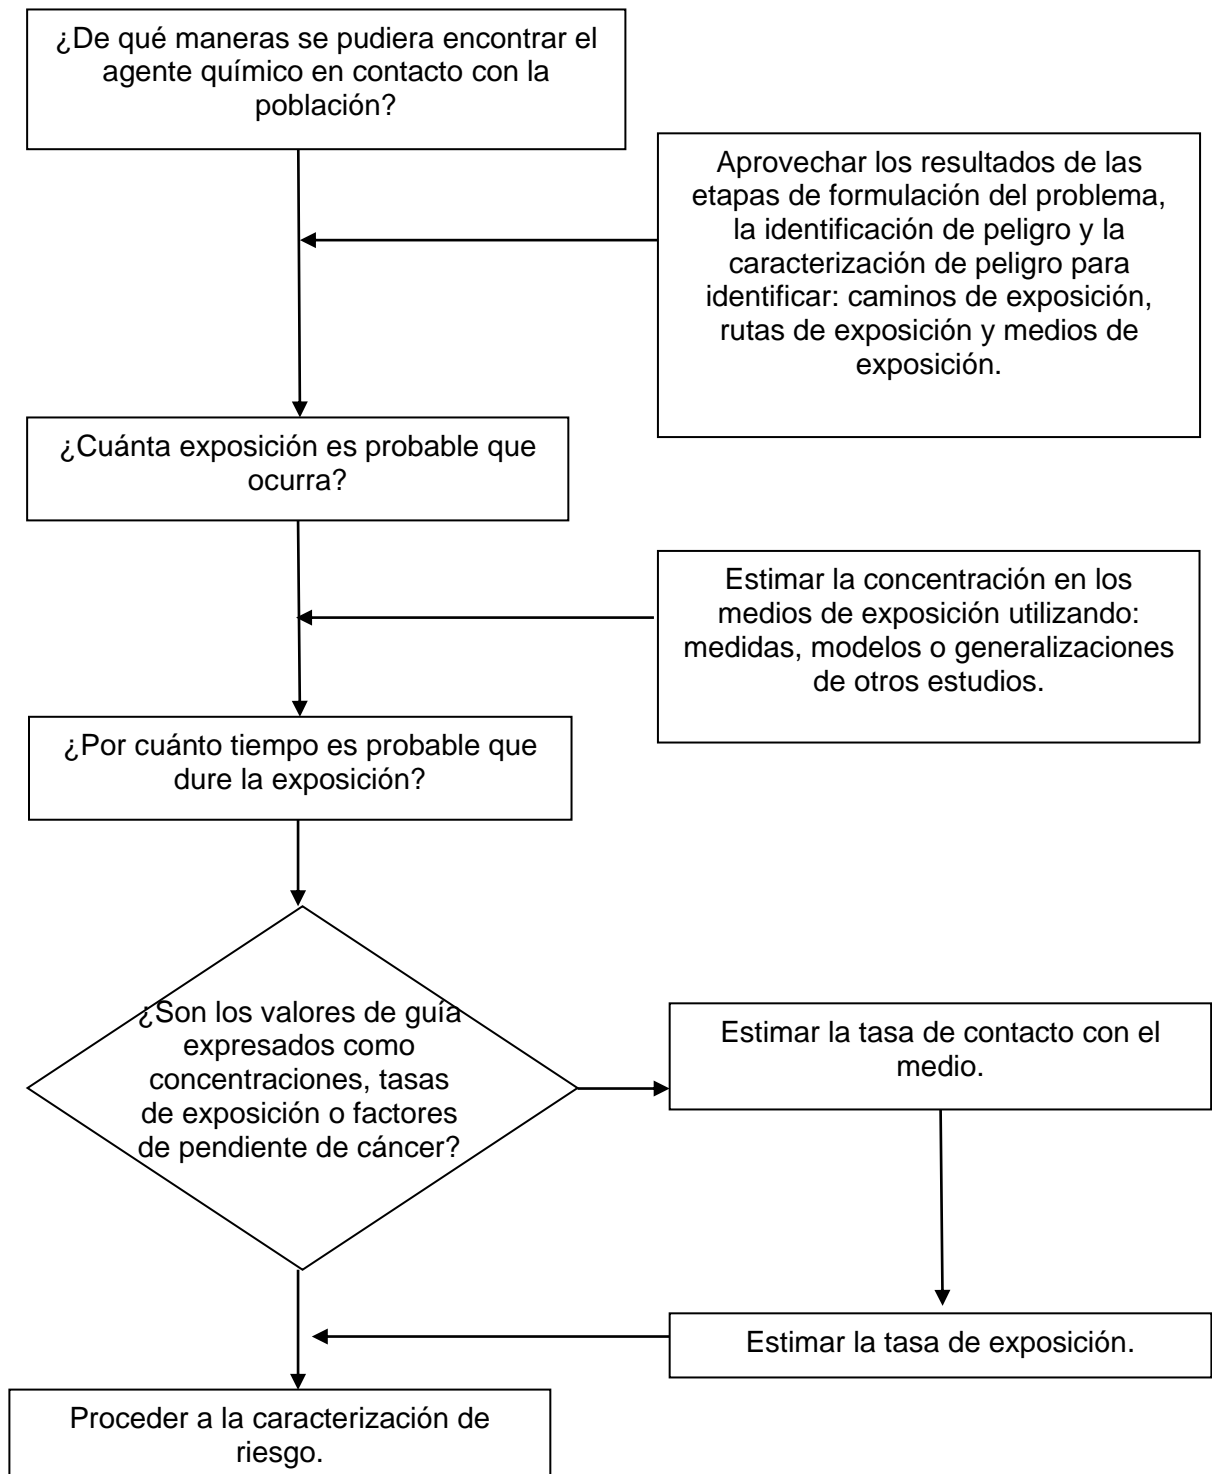 ¿De qué maneras se pudiera encontrar el
agente químico en contacto con la
población?
Aprovechar los resultados de las
etapas de formulación del problema,
la identificación de peligro y la
caracterización de peligro para
identificar: caminos de exposición,
rutas de exposición y medios de
exposición.
¿Cuánta exposición es probable que
ocurra?
Estimar la concentración en los
medios de exposición utilizando:
medidas, modelos o generalizaciones
de otros estudios.
¿Por cuánto tiempo es probable que
dure la exposición?
¿Son los valores de guía
expresados como
concentraciones, tasas
de exposición o factores
de pendiente de cáncer?
Estimar la tasa de contacto con el
medio.
Estimar la tasa de exposición.
Proceder a la caracterización de
riesgo.